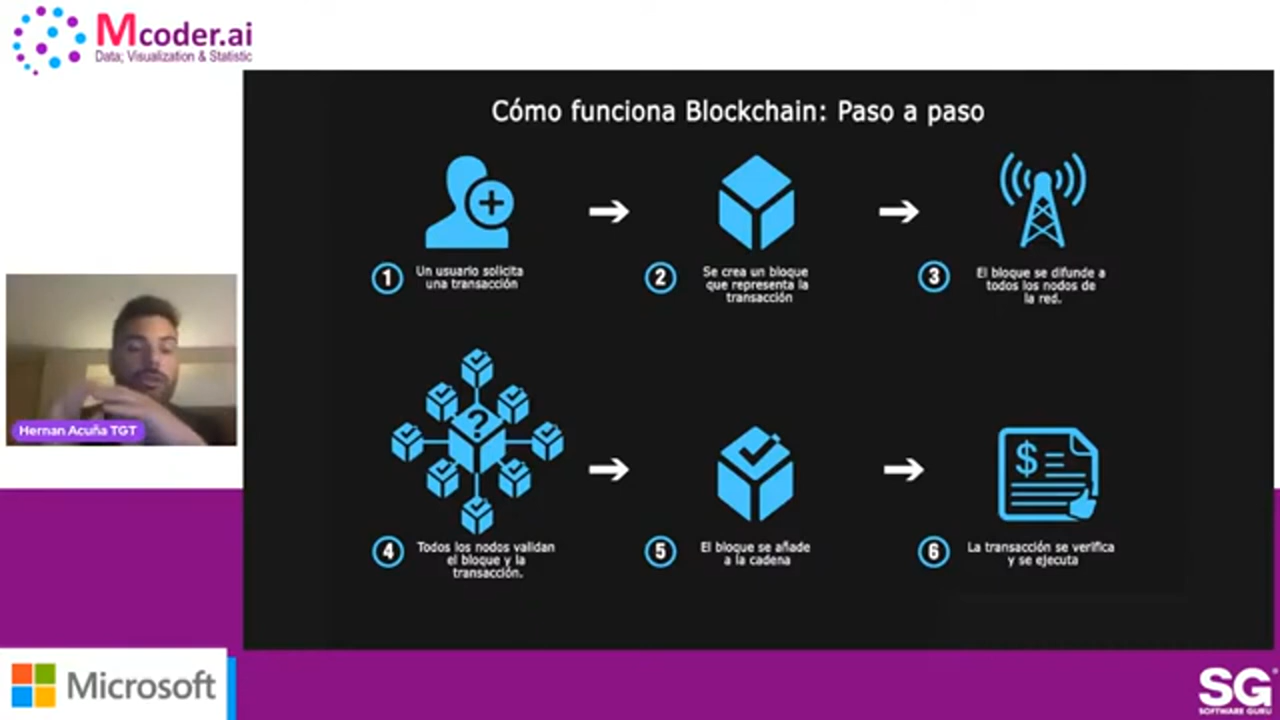 Mcoder.ai
Data; Visualization & Statistic
Cómo funciona Blockchain: Paso a paso
1
Un usuario solicita
una transacción
2
Se crea un bloque
que representa la
transacción
3
El bloque se difunde a
todos los nodos de
la red.
?
$
4
Todos los nodos validan
el bloque y la
transacción.
5
El bloque se añade
a la cadena
6
La transacción se verifica
y se ejecuta
Hernan Acuña TGT
Microsoft
SG
SOFTWARE GURU